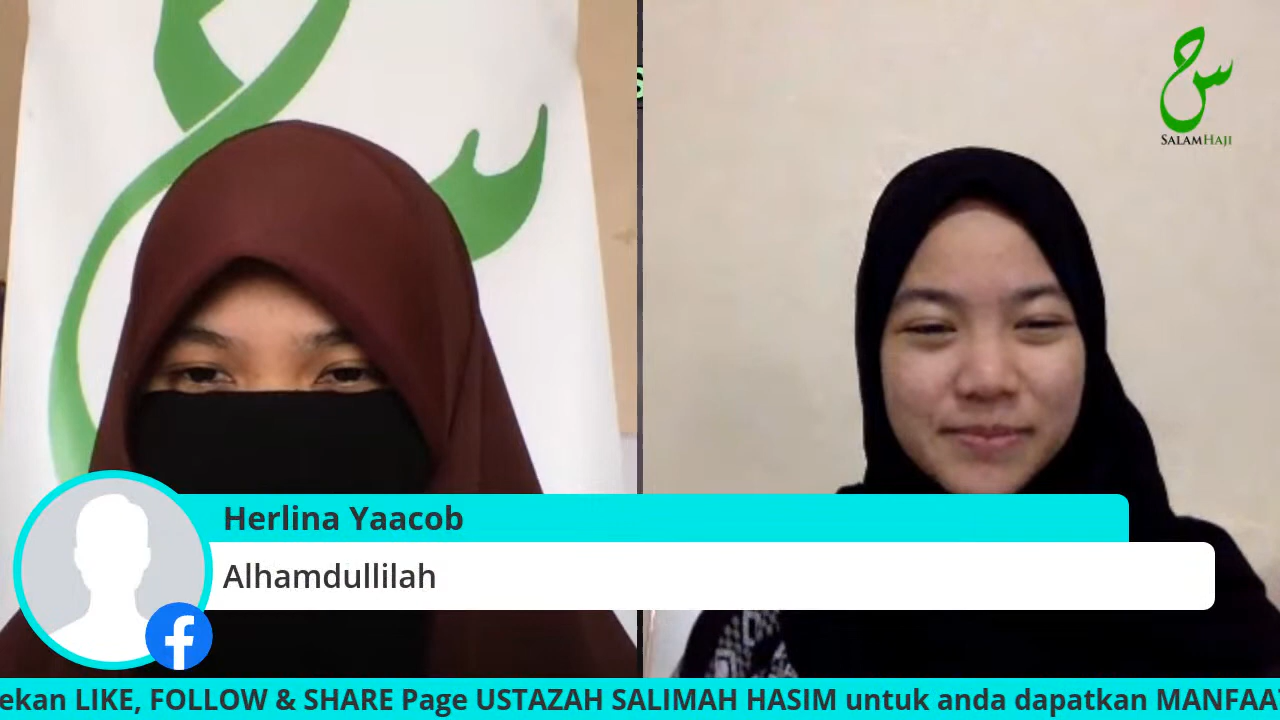 SALAMHAJI
Herlina Yaacob
Alhamdullilah
ekan LIKE, FOLLOW & SHARE Page USTAZAH SALIMAH HASIM untuk anda dapatkan MANFAA